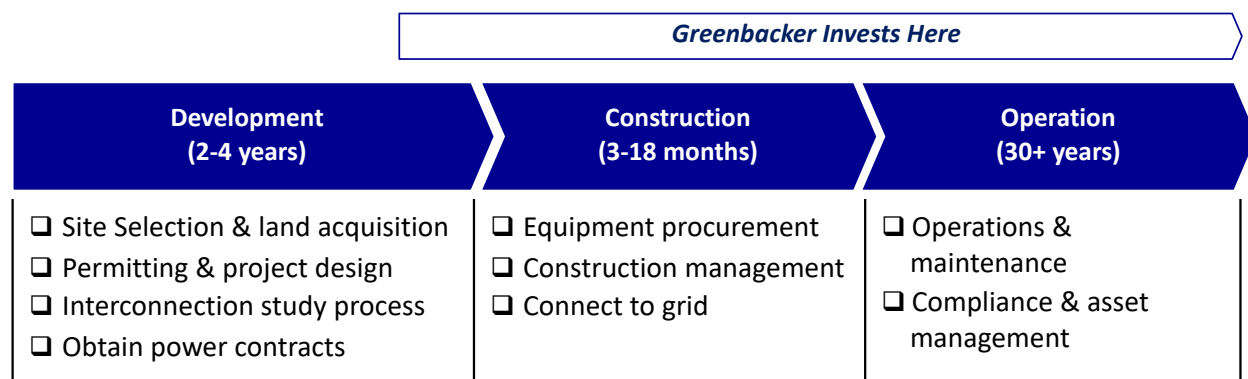 Greenbacker Invests Here
Development
(2-4 years)
Construction
(3-18 months)
Operation
(30+ years)
❑ Site Selection & land acquisition
❑ Permitting & project design
❑ Interconnection study process
❑ Obtain power contracts
❑ Equipment procurement
❑ Construction management
❑ Connect to grid
❑ Operations &
maintenance
❑ Compliance & asset
management